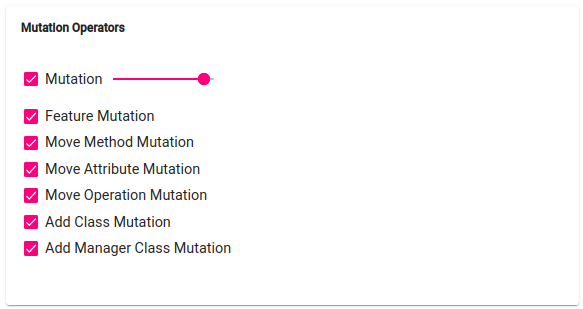 Mutation Operators
Mutation
Feature Mutation
Move Method Mutation
Move Attribute Mutation
Move Operation Mutation
Add Class Mutation
Add Manager Class Mutation